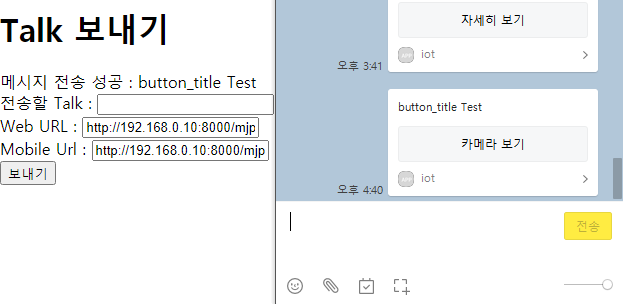 Talk 보내기
메시지 전송 성공 : button_title Test
전송할 Talk :
Web URL : http://192.168.0.10:8000/mjp
Mobile Url : http://192.168.0.10:8000/mjp
보내기
자세히 보기
iot
오후 3:41
button_title Test
카메라 보기
iot
오후 4:40
전송